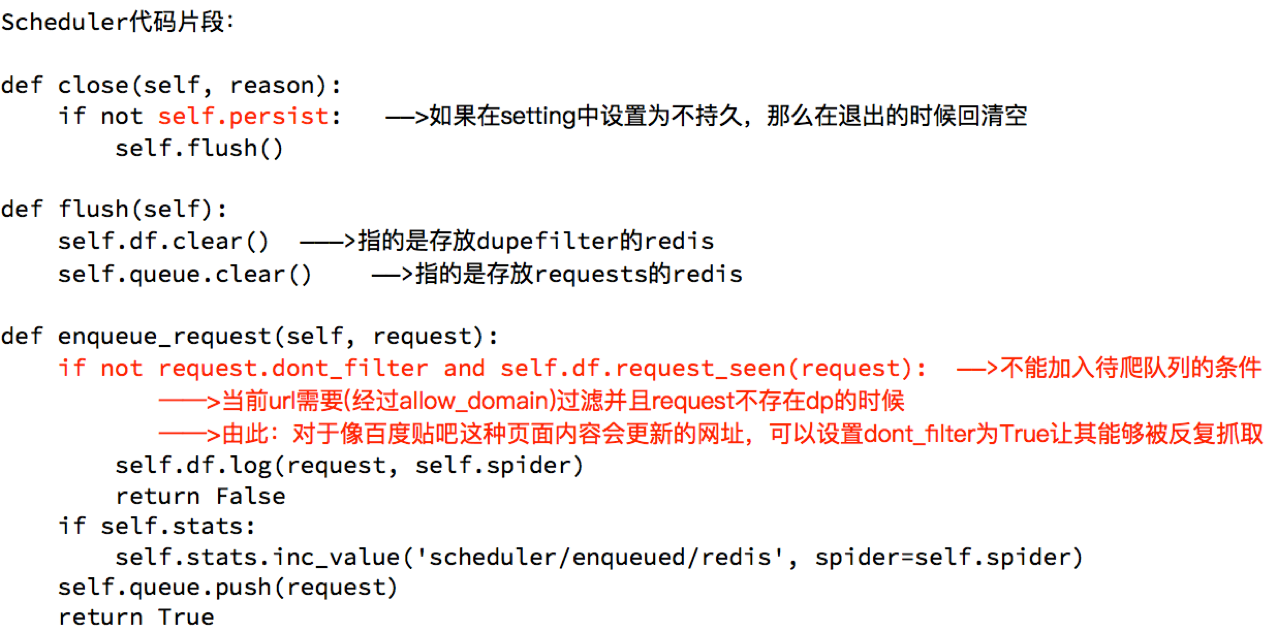 Scheduler代码片段：
def close(self, reason):
    if not self.persist:   ——>如果在setting中设置为不持久，那么在退出的时候回清空
        self.flush()
def flush(self):
    self.df.clear()  ———>指的是存放dupefilter的redis
    self.queue.clear()    ——>指的是存放requests的redis
def enqueue_request(self, request):
    if not request.dont_filter and self.df.request_seen(request):  ——>不能加入待爬队列的条件
           ———>当前url需要(经过allow_domain)过滤并且request不存在dp的时候
           ———>由此：对于像百度贴吧这种页面内容会更新的网址，可以设置dont_filter为True让其能够被反复抓取
        self.df.log(request, self.spider)
        return False
    if self.stats:
        self.stats.inc_value('scheduler/enqueued/redis', spider=self.spider)
    self.queue.push(request)
    return True